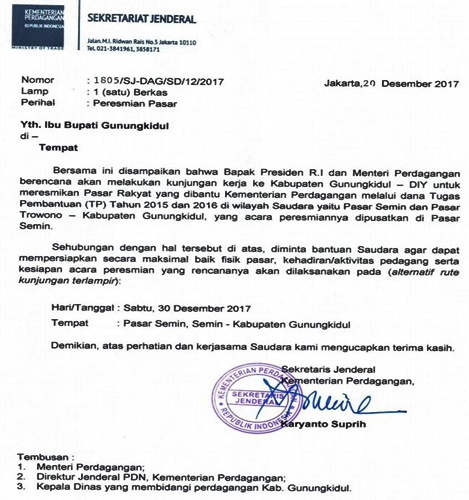 KEMENTERIAN
PERDAGANGAN
REPUBLIK INDONESIA
MINISTRY OF TRADE
SEKRETARIAT JENDERAL
Jalan.M.I. Ridwan Rais No.5 Jakarta 10110
Tel. 021-3841961, 3858171
Nomor : 1805/SJ-DAG/SD/12/2017 Jakarta,20 Desember 2017
Lamp : 1 (satu) Berkas
Perihal : Peresmian Pasar
Yth. Ibu Bupati Gunungkidul
di –
Tempat
Bersama ini disampaikan bahwa Bapak Presiden R.I dan Menteri Perdagangan
berencana akan melakukan kunjungan kerja ke Kabupaten Gunungkidul – DIY untuk
meresmikan Pasar Rakyat yang dibantu Kementerian Perdagangan melalui dana Tugas
Pembantuan (TP) Tahun 2015 dan 2016 di wilayah Saudara yaitu Pasar Semin dan Pasar
Trowono – Kabupaten Gunungkidul, yang acara peresmiannya dipusatkan di Pasar
Semin.
Sehubungan dengan hal tersebut di atas, diminta bantuan Saudara agar dapat
mempersiapkan secara maksimal baik fisik pasar, kehadiran/aktivitas pedagang serta
kesiapan acara peresmian yang rencananya akan dilaksanakan pada (alternatif rute
kunjungan terlampir):
Hari/Tanggal : Sabtu, 30 Desember 2017
Tempat : Pasar Semin, Semin - Kabupaten Gunungkidul
Demikian, atas perhatian dan kerjasama Saudara kami mengucapkan terima kasih.
Sekretaris Jenderal
Kementerian Perdagangan,
KEMENTERIAN PERDAGANGAN
SEKRETARIS
JENDERAL
REPUBLIK INDONESIA
Karyanto Suprih
Tembusan :
1. Menteri Perdagangan;
2. Direktur Jenderal PDN, Kementerian Perdagangan;
3. Kepala Dinas yang membidangi perdagangan Kab. Gunungkidul.